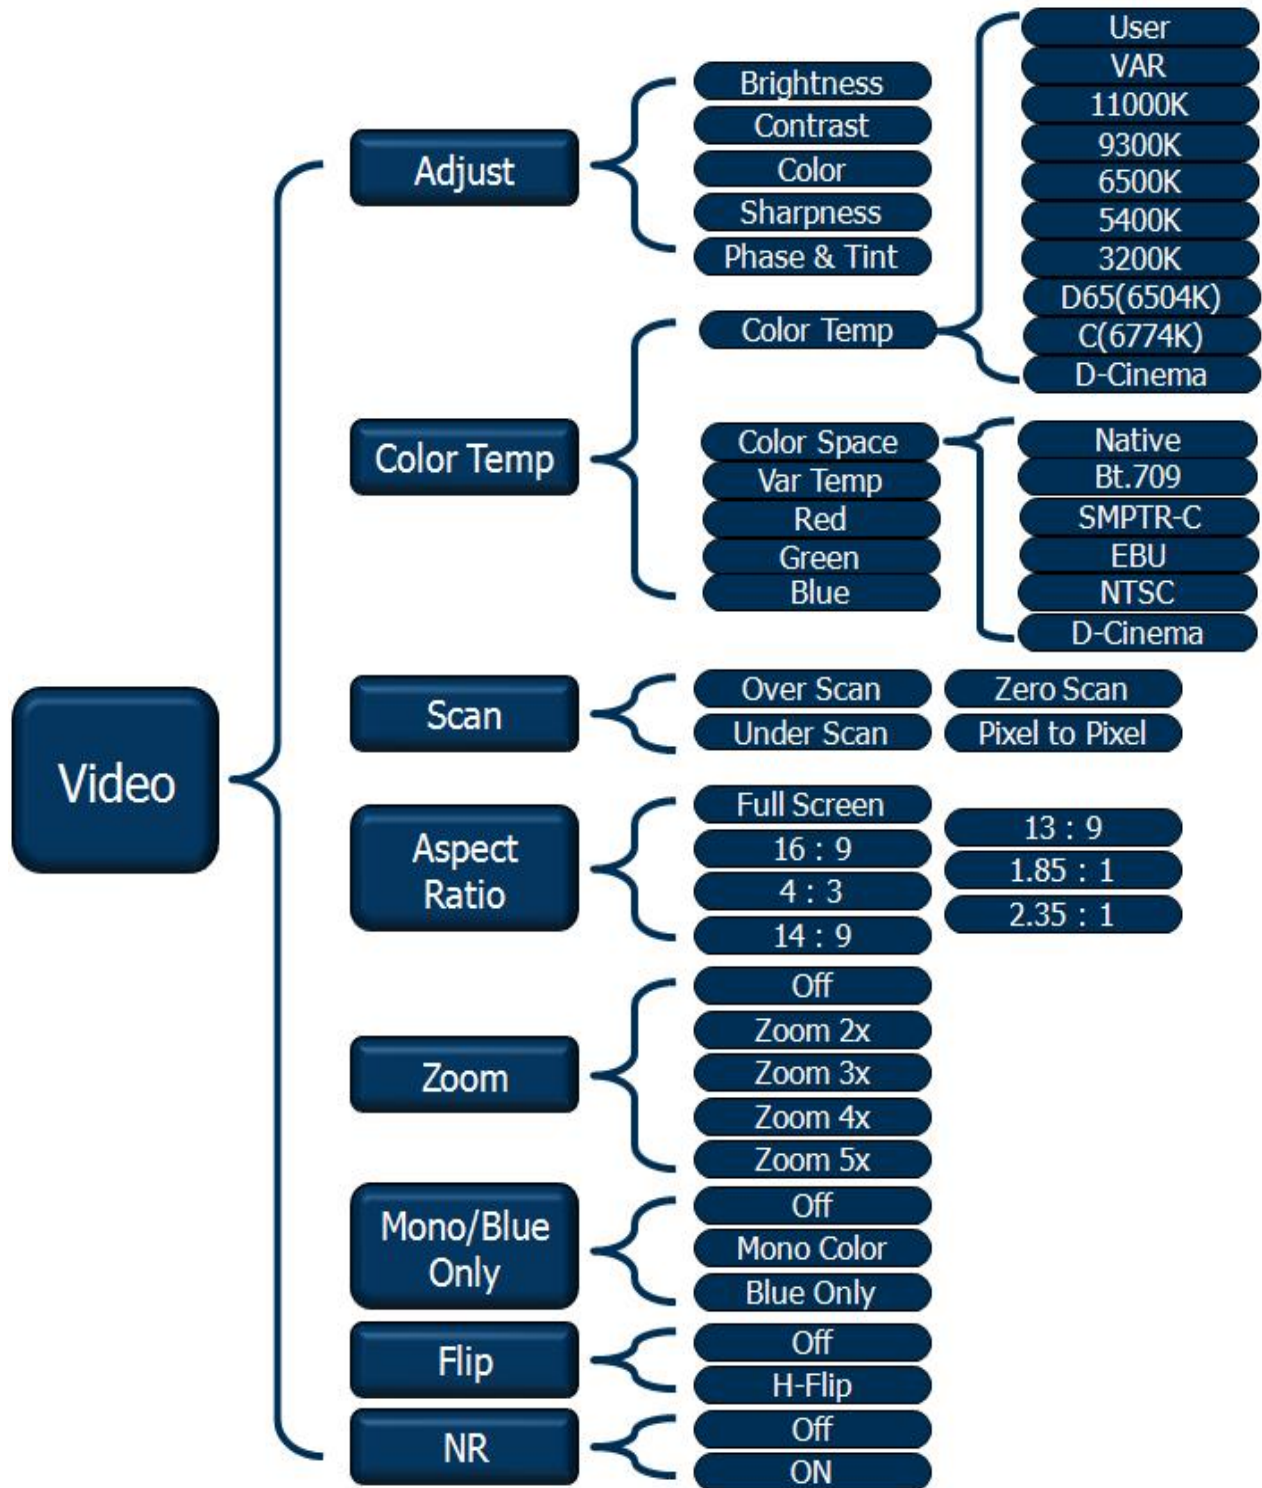 Video
Adjust
Brightness
Contrast
Color
Sharpness
Phase & Tint
Color Temp
Color Temp
User
VAR
11000K
9300K
6500K
5400K
3200K
D65(6504K)
C(6774K)
D-Cinema
Color Space
Native
Bt.709
SMPTR-C
EBU
NTSC
D-Cinema
Var Temp
Red
Green
Blue
Scan
Over Scan
Zero Scan
Under Scan
Pixel to Pixel
Aspect
Ratio
Full Screen
16 : 9
4 : 3
14 : 9
13 : 9
1.85 : 1
2.35 : 1
Zoom
Off
Zoom 2x
Zoom 3x
Zoom 4x
Zoom 5x
Mono/Blue
Only
Off
Mono Color
Blue Only
Flip
Off
H-Flip
NR
Off
ON